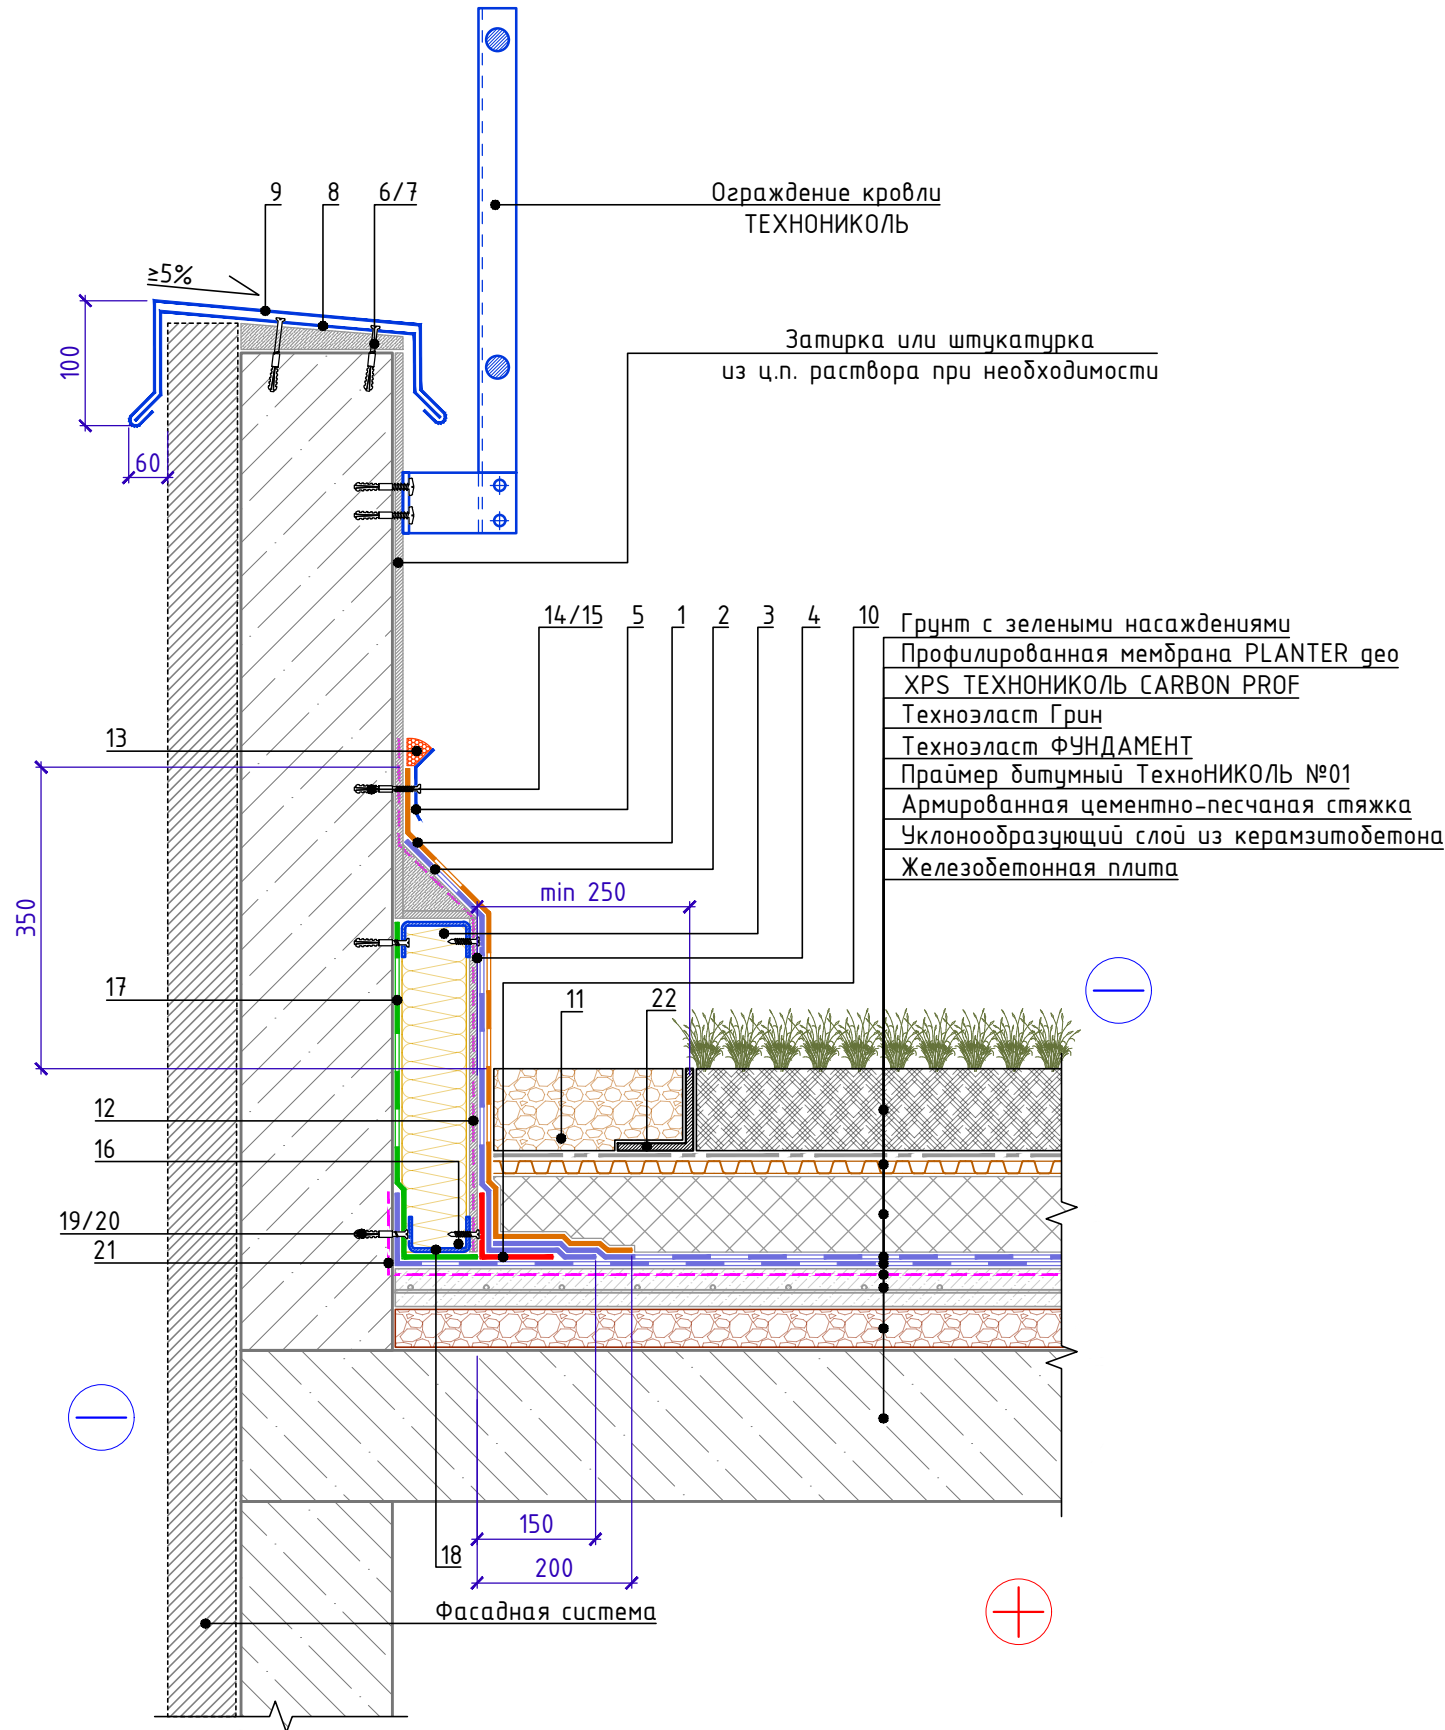 9
8
6/7
Ограждение кровли
ТЕХНОНИКОЛЬ
≥5%
100
Затирка или штукатурка
из ц.п. раствора при необходимости
60
14/15
5
1
2
3
4
10
Грунт с зелеными насаждениями
Профилированная мембрана PLANTER geo
XPS ТЕХНОНИКОЛЬ CARBON PROF
Техноэласт Грин
Техноэласт ФУНДАМЕНТ
Праймер битумный ТехноНИКОЛЬ №01
Армированная цементно-песчаная стяжка
Уклонообразующий слой из керамзитобетона
Железобетонная плита
13
350
min 250
17
11
22
12
16
19/20
21
150
18
200
Фасадная система